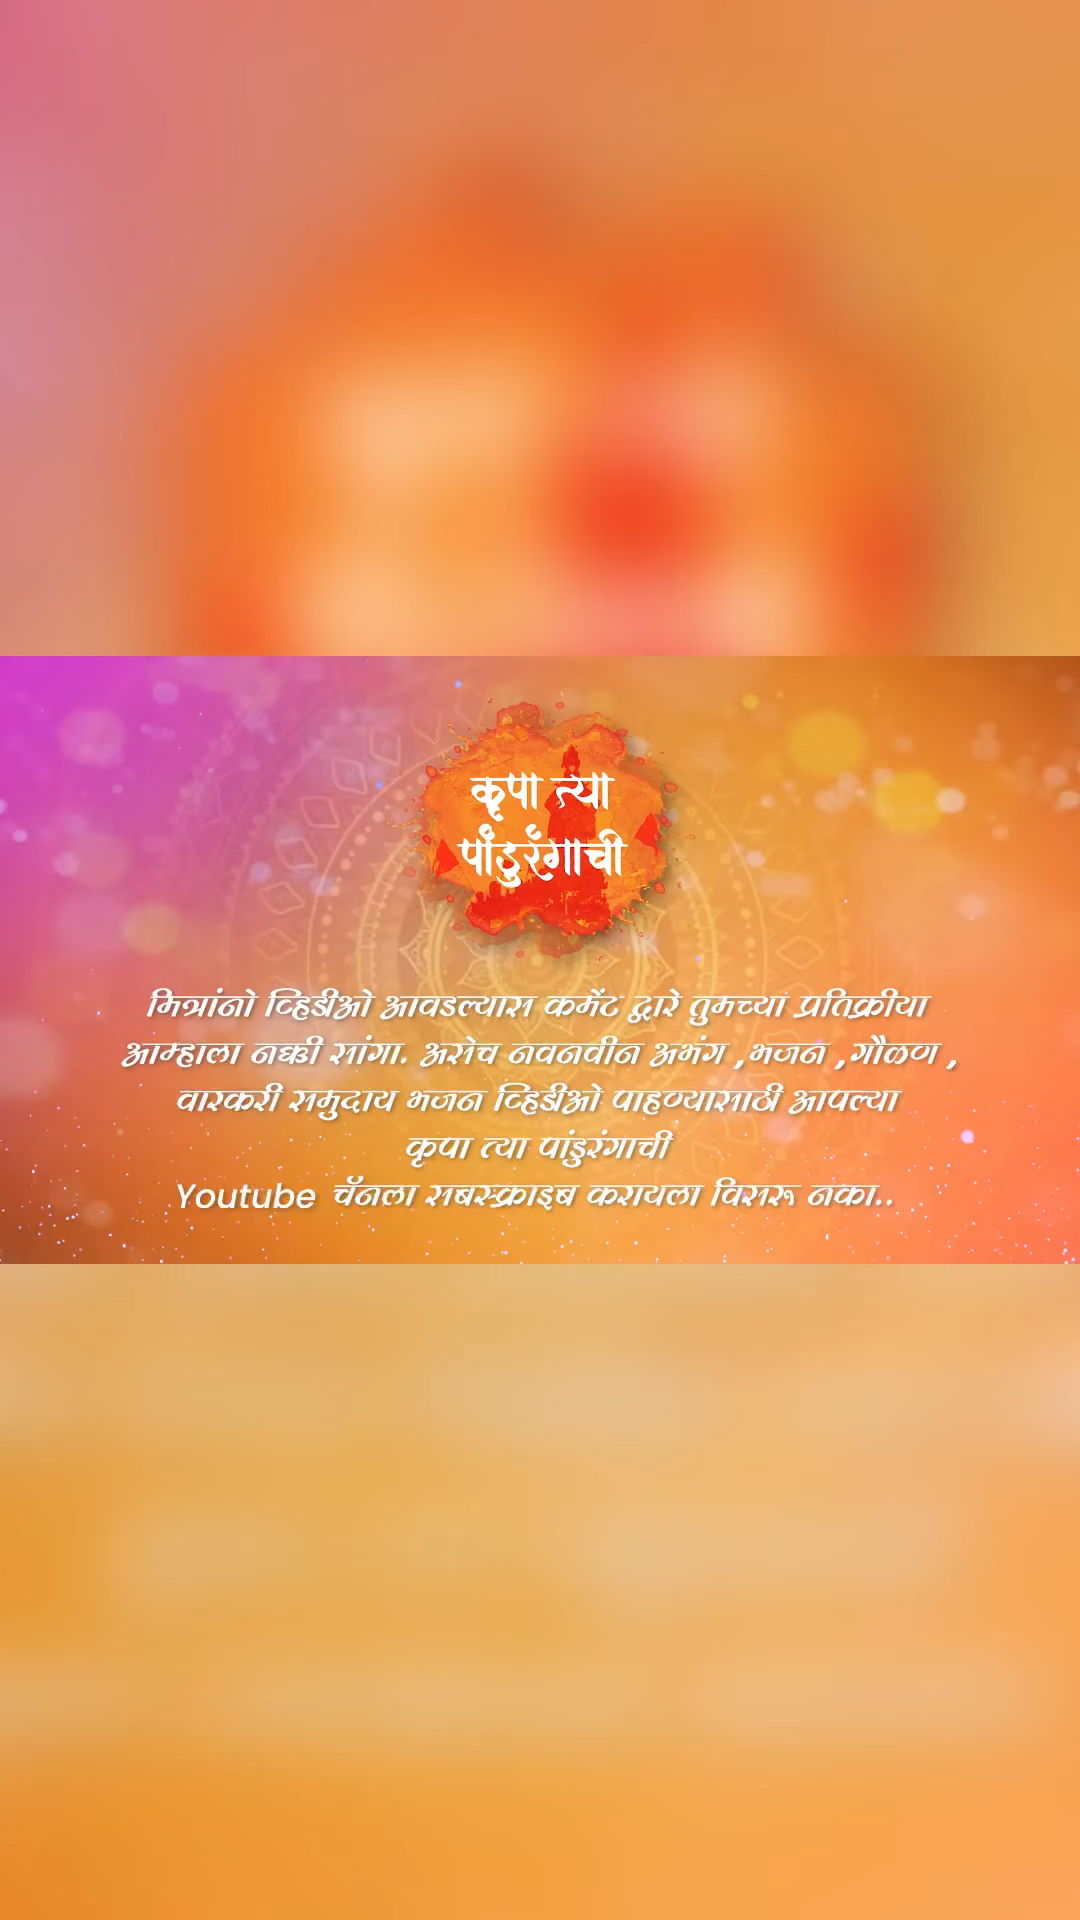 कृपा त्या
पांडुरंगाची
मित्रांनो व्हिडीओ आवडल्यास कमेंट द्वारे तुमच्या प्रतिक्रीया
आम्हाला नक्की सांगा. असेच नवनवीन अभंग ,भजन ,गौळण ,
वारकरी समुदाय भजन व्हिडीओ पाहण्यासाठी आपल्या
कृपा त्या पांडुरंगाची
Youtube चॅनला सबस्क्राइब करायला विसरू नका..